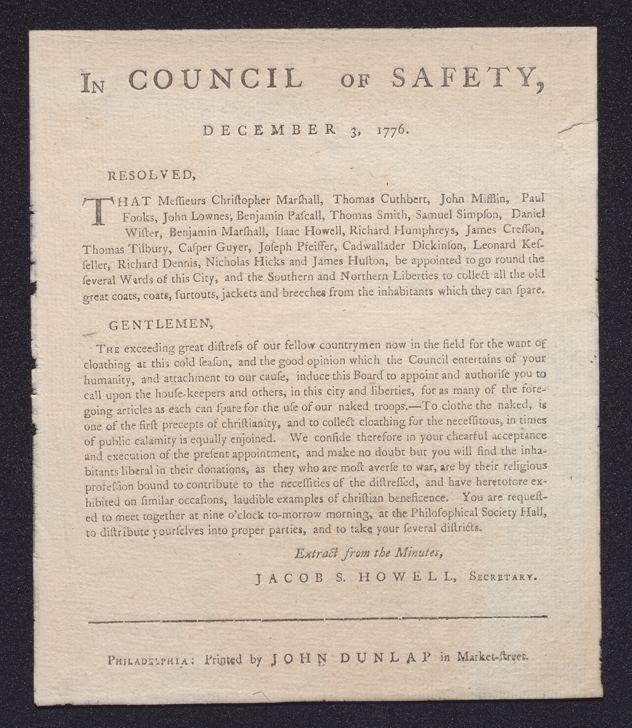 In COUNCIL OF SAFETY,
DECEMBER 3, 1776.
RESOLVED,
THAT Meſſieurs Chriſtopher Marſhall, Thomas Cuthbert, John Mifflin, Paul
Fooks, John Lownes, Benjamin Paſcall, Thomas Smith, Samuel Simpſon, Daniel
Wiſter, Benjamin Marſhall, Iſaac Howell, Richard Humphreys, James Creſſon,
Thomas Tilbury, Caſper Guyer, Joſeph Pfeiffer, Cadwallader Dickinſon, Leonard Keſ-
ſeller, Richard Dennis, Nicholas Hicks and James Huſton, be appointed to go round the
ſeveral Wards of this City, and the Southern and Northern Liberties to collect all the old
great coats, coats, ſurtouts, jackets and breeches from the inhabitants which they can ſpare.
GENTLEMEN,
THE exceeding great diſtreſs of our fellow countrymen now in the field for the want of
cloathing at this cold ſeaſon, and the good opinion which the Council entertains of your
humanity, and attachment to our cauſe, induce this Board to appoint and authoriſe you to
call upon the houſe-keepers and others, in this city and liberties, for as many of the fore-
going articles as each can ſpare for the uſe of our naked troops.—To clothe the naked, is
one of the firſt precepts of chriſtianity, and to collect cloathing for the neceſſitous, in times
of public calamity is equally enjoined. We confide therefore in your chearful acceptance
and execution of the preſent appointment, and make no doubt but you will find the inha-
bitants liberal in their donations, as they who are moſt averſe to war, are by their religious
profeſſion bound to contribute to the neceſſities of the diſtreſſed, and have heretofore ex-
hibited on ſimilar occaſions, laudible examples of chriſtian beneficence. You are requeſt-
ed to meet together at nine o'clock to-morrow morning, at the Philoſophical Society Hall,
to diſtribute yourſelves into proper parties, and to take your ſeveral diſtricts.
Extract from the Minutes,
JACOB S. HOWELL, SECRETARY.
PHILADELPHIA: Printed by JOHN DUNLAP in Market-ſtreet.